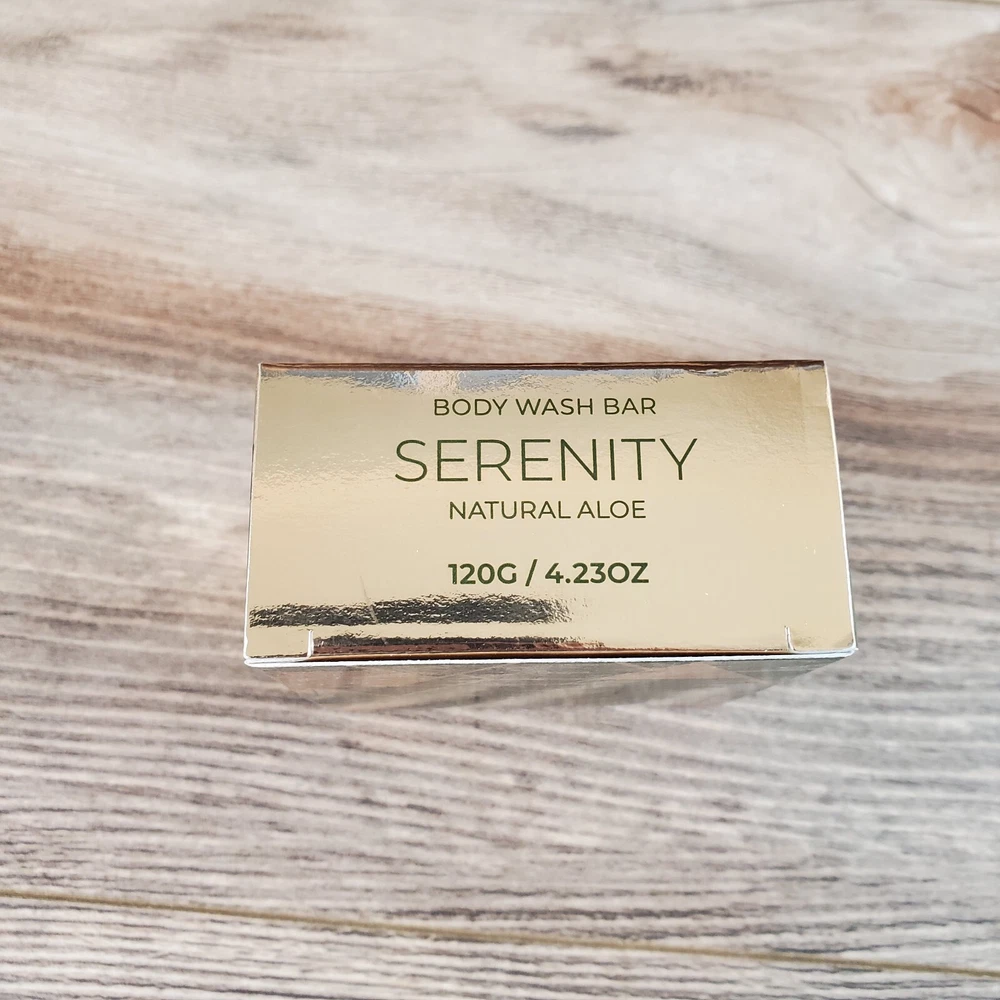 BODY WASH BAR
SERENITY
NATURAL ALOE
120G / 4.23OZ